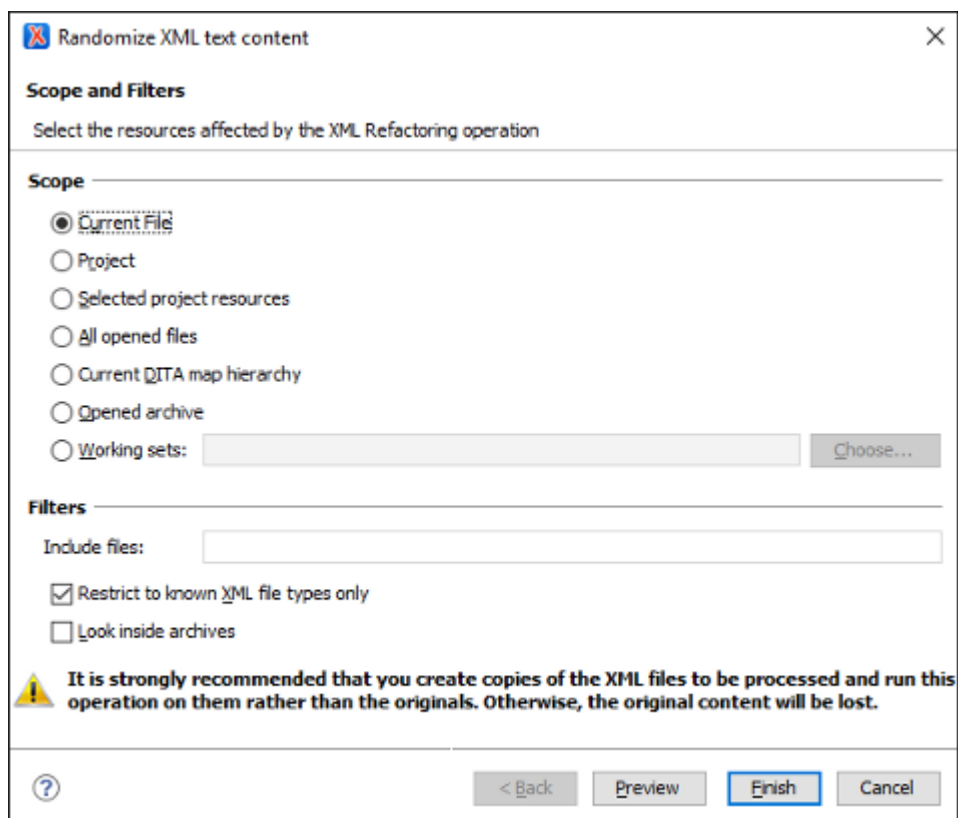 Randomize XML text content
Scope and Filters
Select the resources affected by the XML Refactoring operation
Scope
Current File
Project
Selected project resources
All opened files
Current DITA map hierarchy
Opened archive
Working sets: Choose...
Filters
Include files:
Restrict to known XML file types only
Look inside archives
It is strongly recommended that you create copies of the XML files to be processed and run this
operation on them rather than the originals. Otherwise, the original content will be lost.
? < Back Preview Finish Cancel